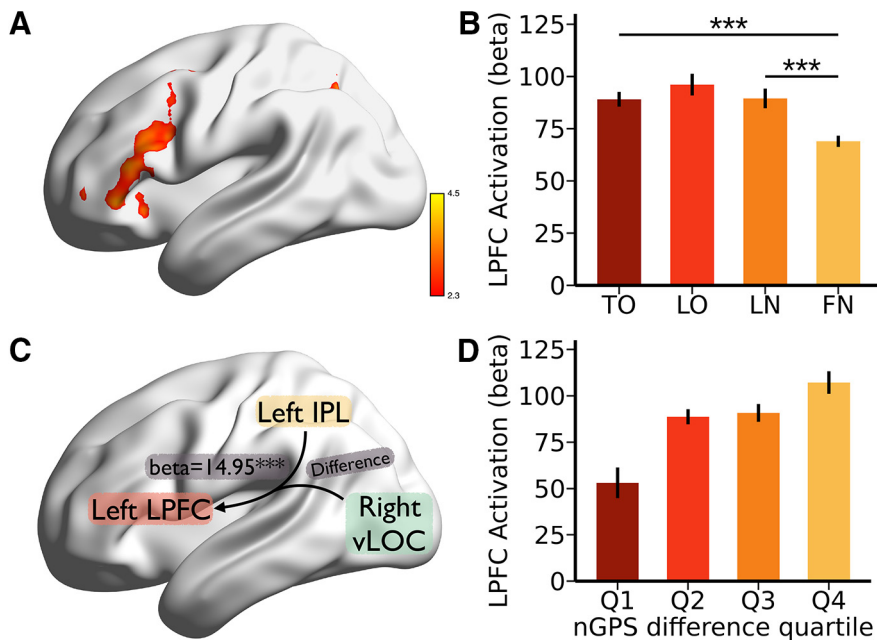 A
4.5
2.3
B
LPFC Activation (beta)
125
100
75
50
25
0
***
***
TO LO LN FN
C
Left IPL
beta=14.95***
Difference
Left LPFC
Right
vLOC
D
LPFC Activation (beta)
125
100
75
50
25
0
Q1 Q2 Q3 Q4
nGPS difference quartile